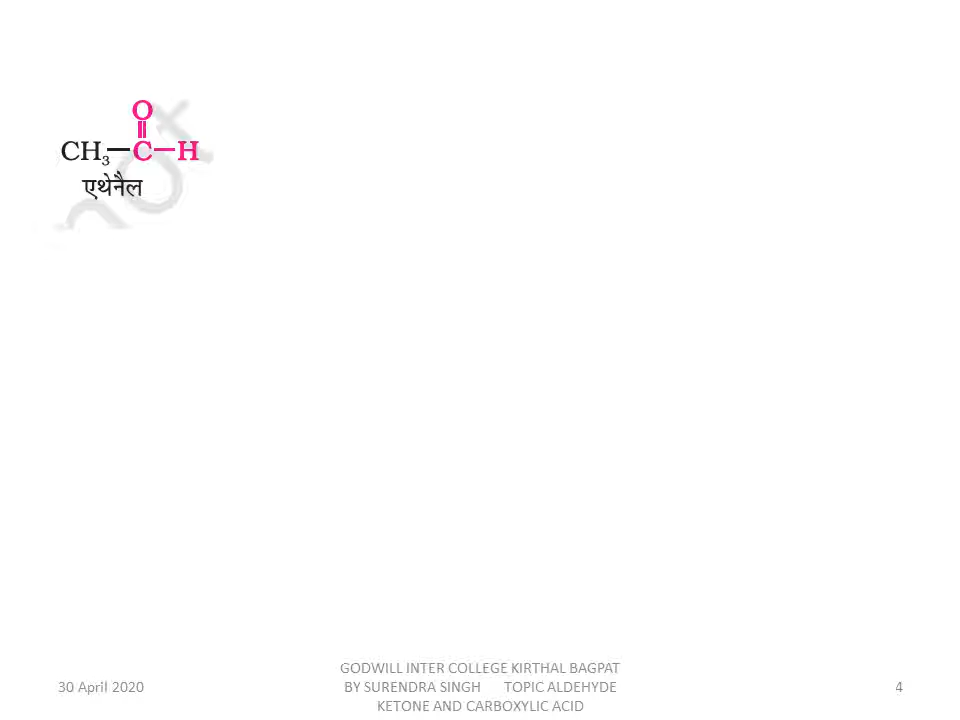 O
CH₃—C—H
एथेनैल
30 April 2020
GODWILL INTER COLLEGE KIRTHAL BAGPAT
BY SURENDRA SINGH TOPIC ALDEHYDE
KETONE AND CARBOXYLIC ACID
4